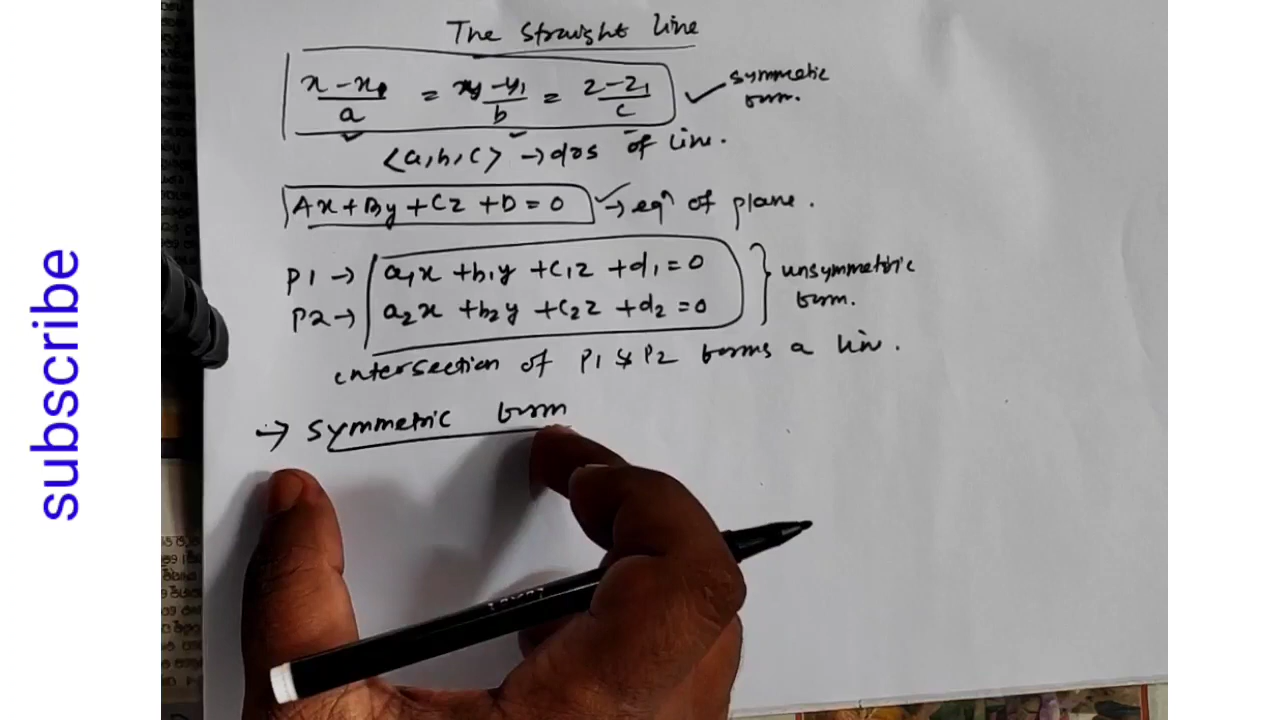 The Straight Line
x - x1 / a = y - y1 / b = z - z1 / c ✓ symmetic form.
<a, b, c> → drs of line.
Ax + By + Cz + D = 0 → eqn of plane.
P1 → a1x + b1y + c1z + d1 = 0
P2 → a2x + b2y + c2z + d2 = 0
unsymmetric form.
intersection of P1 & P2 forms a line.
→ symmetric form
subscribe